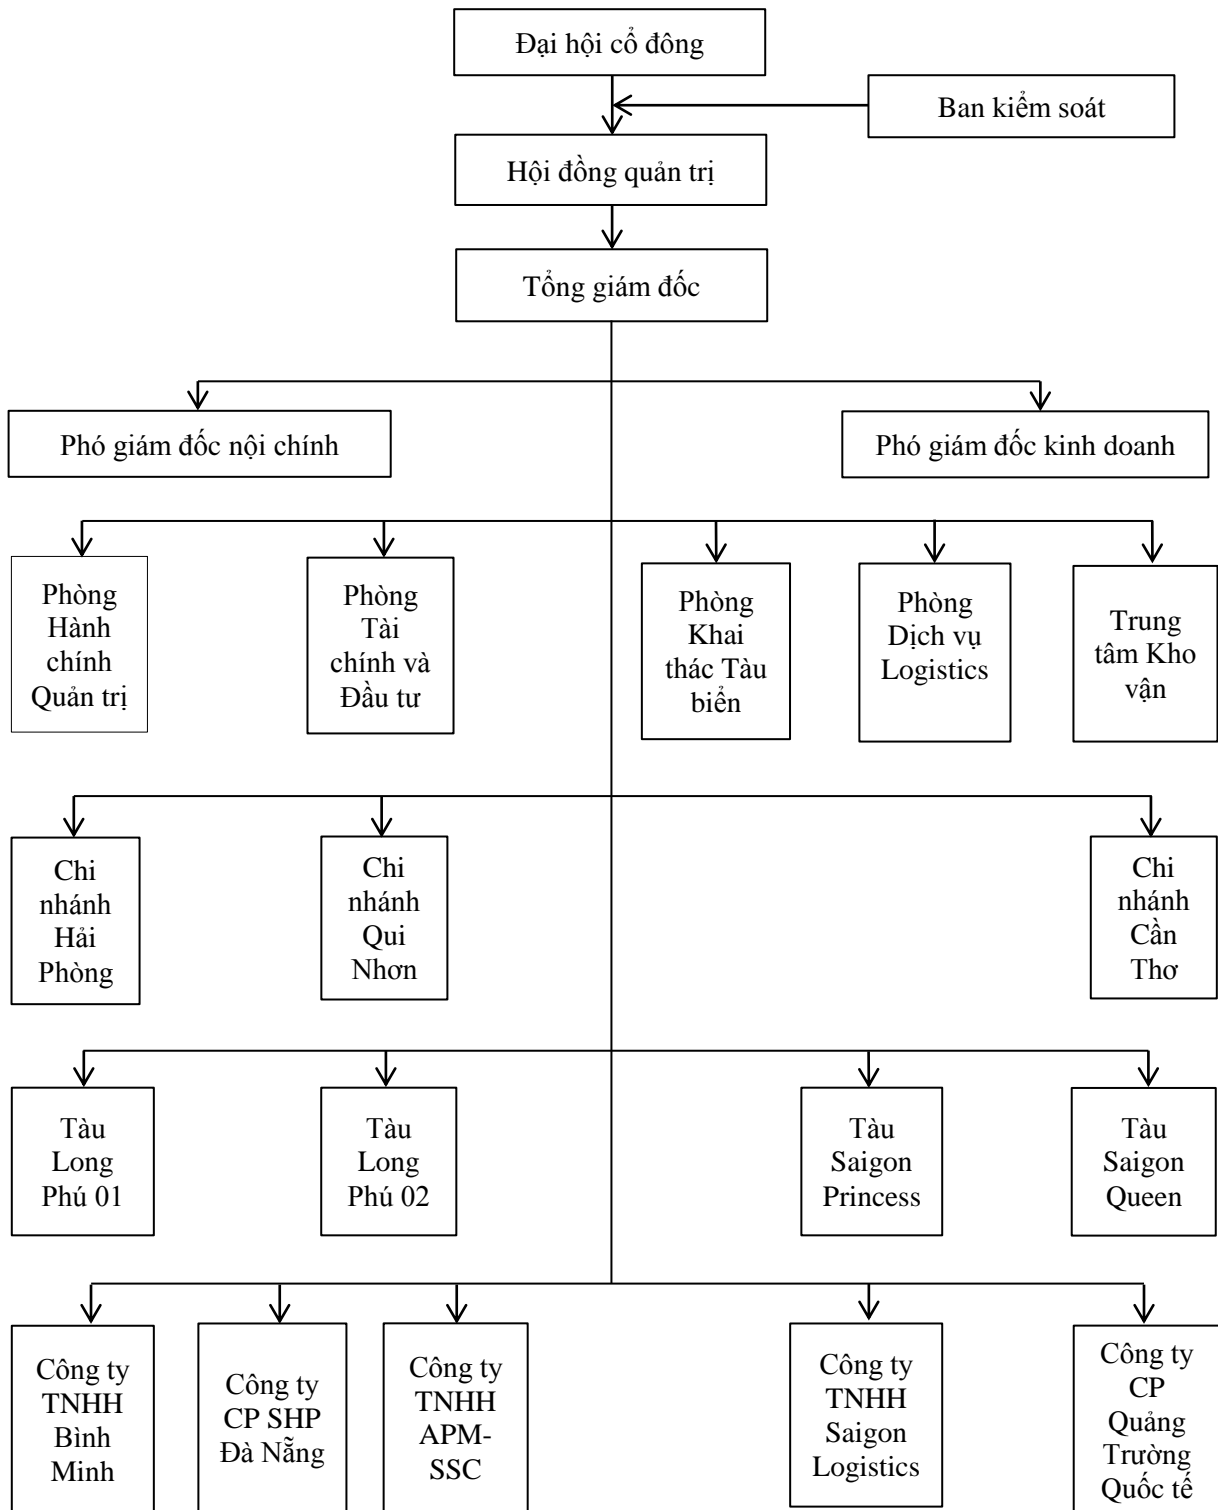 Đại hội cổ đông
Ban kiểm soát
Hội đồng quản trị
Tổng giám đốc
Phó giám đốc nội chính
Phó giám đốc kinh doanh
Phòng
Hành
chính
Quản trị
Phòng
Tài
chính và
Đầu tư
Phòng
Khai
thác Tàu
biển
Phòng
Dịch vụ
Logistics
Trung
tâm Kho
vận
Chi
nhánh
Hải
Phòng
Chi
nhánh
Qui
Nhơn
Chi
nhánh
Cần
Thơ
Tàu
Long
Phú 01
Tàu
Long
Phú 02
Tàu
Saigon
Princess
Tàu
Saigon
Queen
Công ty
TNHH
Bình
Minh
Công ty
CP SHP
Đà Nẵng
Công ty
TNHH
APM-
SSC
Công ty
TNHH
Saigon
Logistics
Công ty
CP
Quảng
Trường
Quốc tế